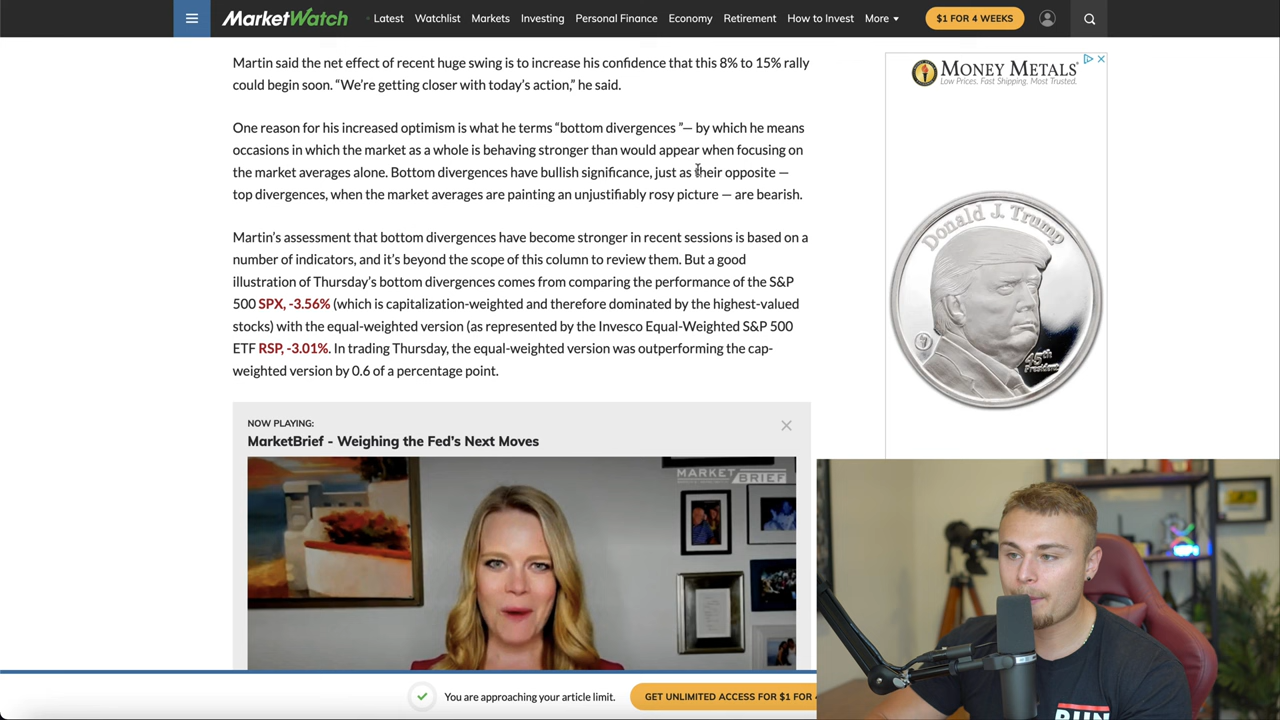 MarketWatch
Latest Watchlist Markets Investing Personal Finance Economy Retirement How to Invest More
$1 FOR 4 WEEKS
Martin said the net effect of recent huge swing is to increase his confidence that this 8% to 15% rally
could begin soon. “We’re getting closer with today’s action,” he said.
One reason for his increased optimism is what he terms “bottom divergences ”— by which he means
occasions in which the market as a whole is behaving stronger than would appear when focusing on
the market averages alone. Bottom divergences have bullish significance, just as their opposite —
top divergences, when the market averages are painting an unjustifiably rosy picture — are bearish.
Martin’s assessment that bottom divergences have become stronger in recent sessions is based on a
number of indicators, and it’s beyond the scope of this column to review them. But a good
illustration of Thursday’s bottom divergences comes from comparing the performance of the S&P
500 SPX, -3.56% (which is capitalization-weighted and therefore dominated by the highest-valued
stocks) with the equal-weighted version (as represented by the Invesco Equal-Weighted S&P 500
ETF RSP, -3.01%. In trading Thursday, the equal-weighted version was outperforming the cap-
weighted version by 0.6 of a percentage point.
NOW PLAYING:
MarketBrief - Weighing the Fed’s Next Moves
MARKET
BRIEF
You are approaching your article limit.
GET UNLIMITED ACCESS FOR $1 FOR
MONEY METALS
Low Prices. Fast Shipping. Most Trusted.
Donald J. Trump
45th
President
RUN